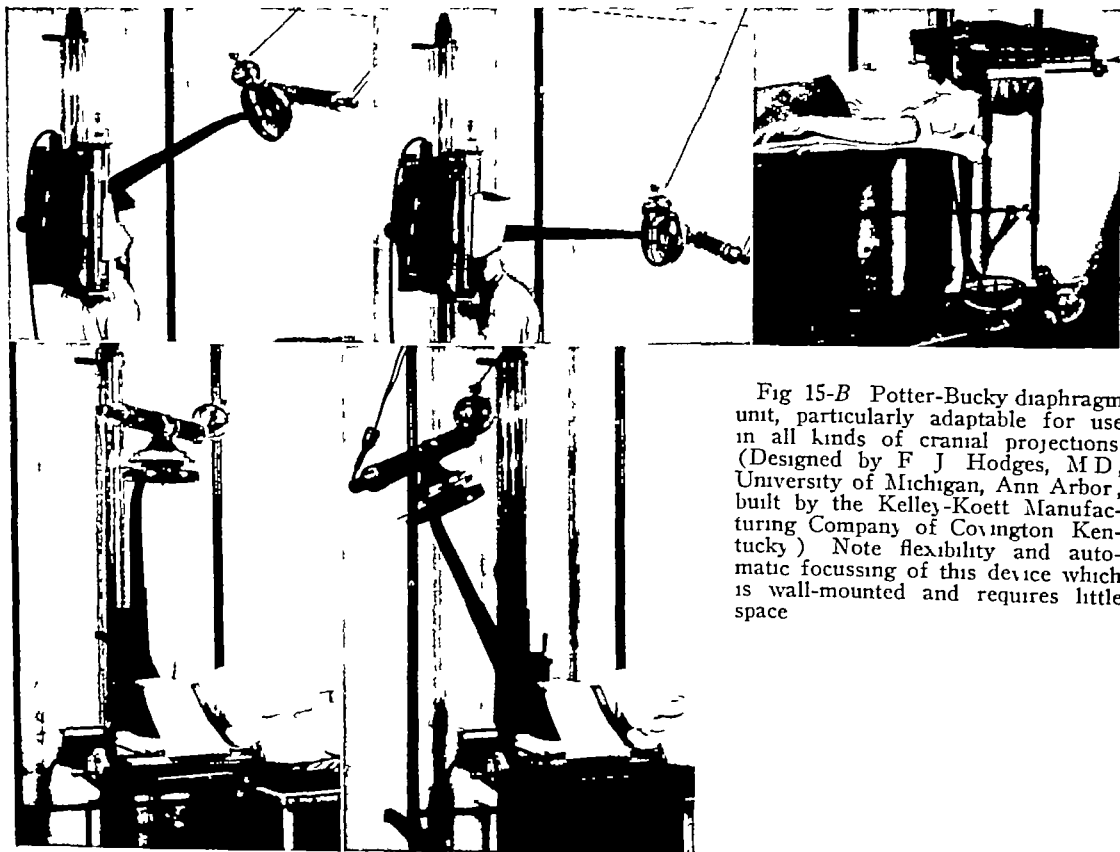 Fig 15-B Potter-Bucky diaphragm
unit, particularly adaptable for use
in all kinds of cranial projections
(Designed by F J Hodges, M D,
University of Michigan, Ann Arbor,
built by the Kelley-Koett Manufac-
turing Company of Covington Ken-
tucky ) Note flexibility and auto-
matic focussing of this device which
is wall-mounted and requires little
space